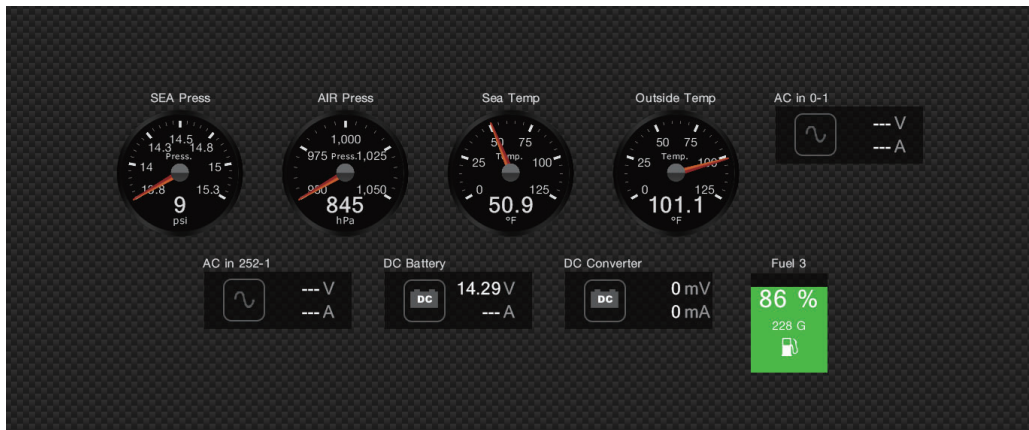 SEA Press
14.5
14.3 14.8
Press.
14 15
13.8 15.3
9
psi
AIR Press
1,000
975 Press. 1,025
950 1,050
845
hPa
Sea Temp
50 75
Temp.
25 100
0 125
50.9
°F
Outside Temp
50 75
Temp.
25 100
0 125
101.1
°F
AC in 0-1
--- V
--- A
AC in 252-1
--- V
--- A
DC Battery
DC
14.29 V
--- A
DC Converter
DC
0 mV
0 mA
Fuel 3
86 %
228 G